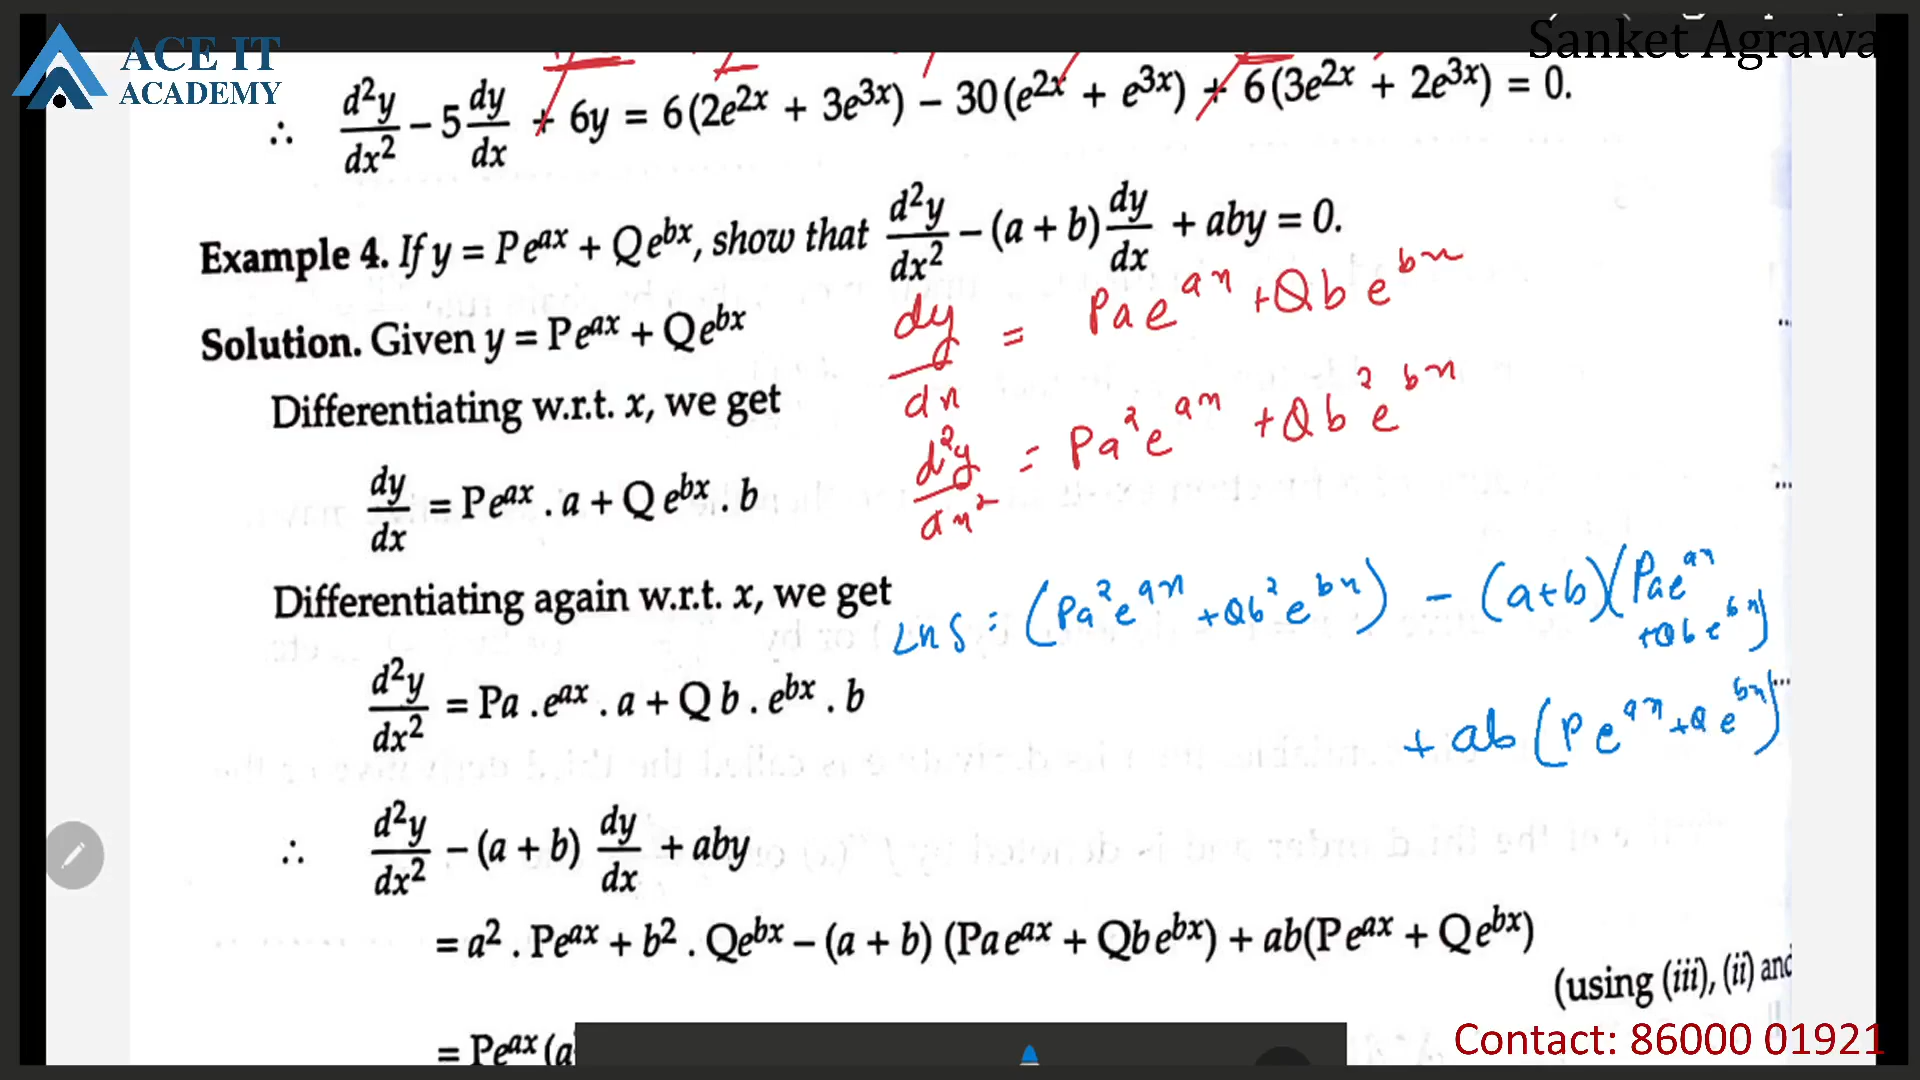 ACE IT
ACADEMY
Sanket Agrawa
∴ d²y/dx² − 5 dy/dx + 6y = 6(2e^{2x} + 3e^{3x}) − 30(e^{2x} + e^{3x}) + 6(3e^{2x} + 2e^{3x}) = 0.
Example 4. If y = Pe^{ax} + Qe^{bx}, show that d²y/dx² − (a + b) dy/dx + aby = 0.
Solution. Given y = Pe^{ax} + Qe^{bx}
dy/dx = Pae^{ax} + Qbe^{bx}
Differentiating w.r.t. x, we get
d²y/dx² = Pa²e^{ax} + Qb²e^{bx}
dy/dx = Pe^{ax} . a + Qe^{bx} . b
Differentiating again w.r.t. x, we get
LHS = (Pa²e^{ax} + Qb²e^{bx}) − (a+b)(Pae^{ax}
+Qbe^{bx})
d²y/dx² = Pa . e^{ax} . a + Qb . e^{bx} . b
+ ab(Pe^{ax} + Qe^{bx})
∴ d²y/dx² − (a + b) dy/dx + aby
= a² . Pe^{ax} + b² . Qe^{bx} − (a + b) (Pae^{ax} + Qbe^{bx}) + ab(Pe^{ax} + Qe^{bx})
(using (iii), (ii) and
= Pe^{ax} (a
Contact: 86000 01921